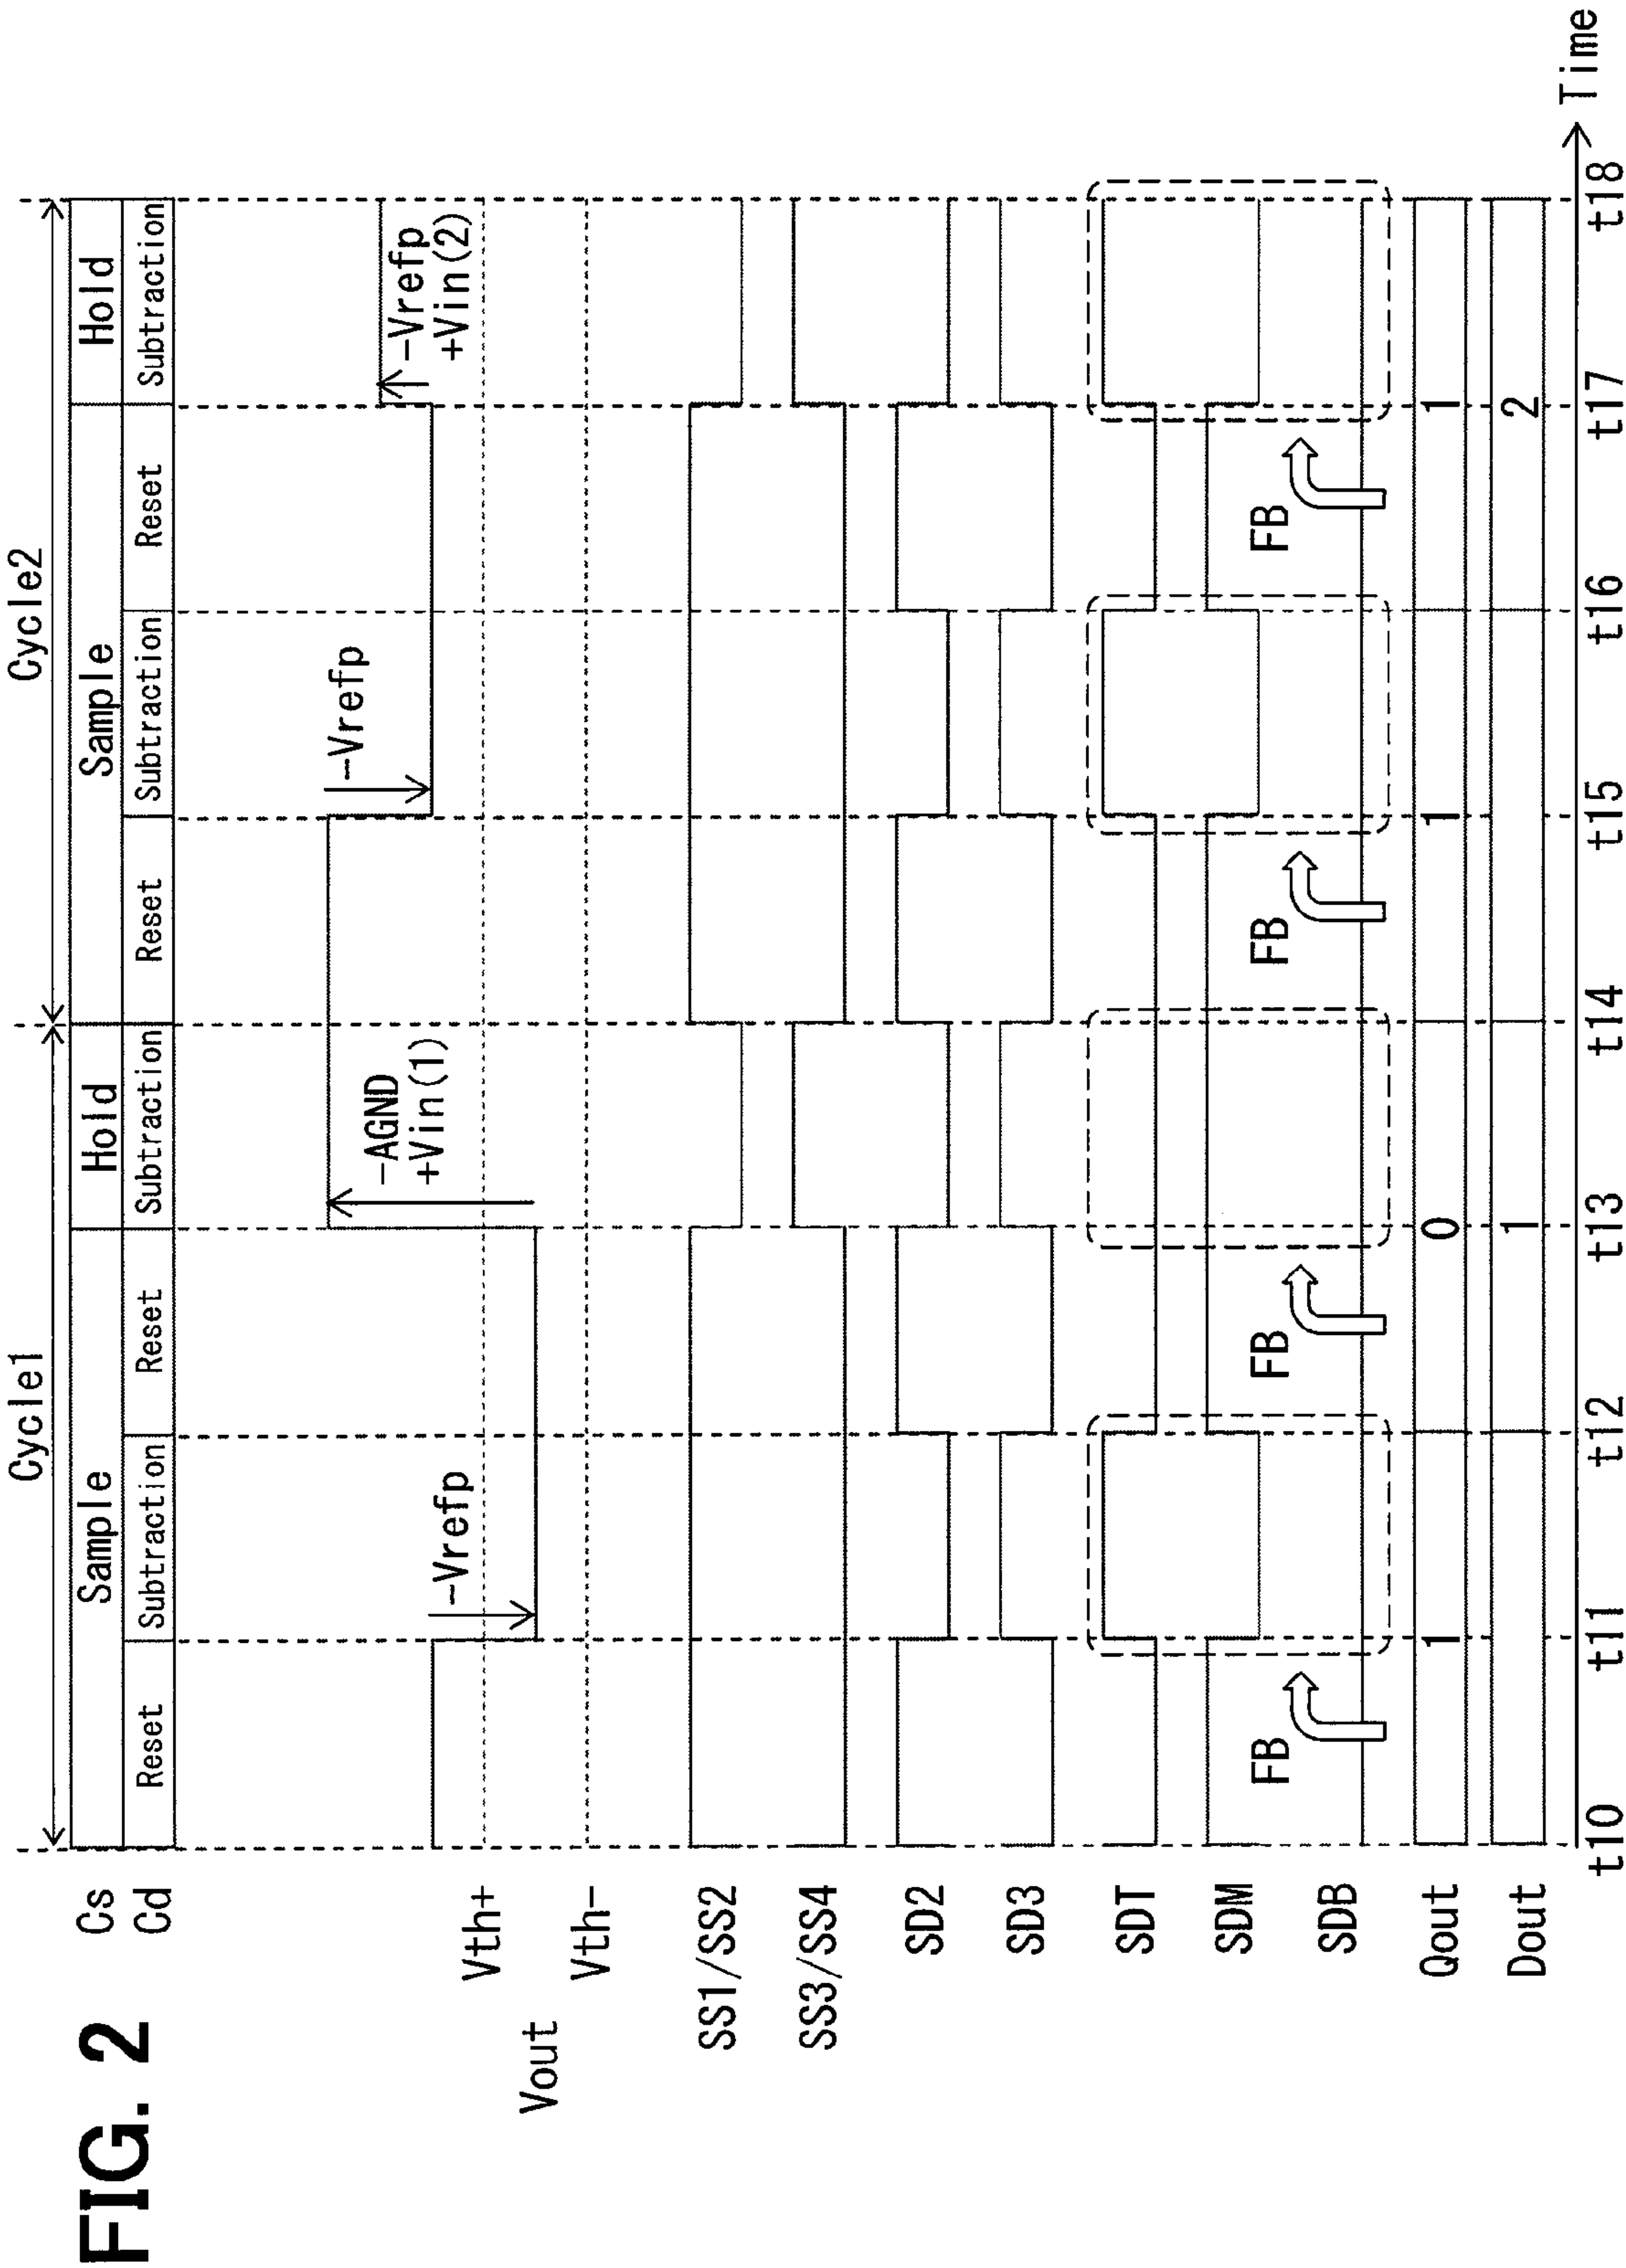 FIG. 2
Cycle1 Cycle2
Cs Sample Hold Sample Hold
Cd Reset Subtraction Reset Subtraction Reset Subtraction Reset Subtraction
-AGND
+Vin(1)
-Vrefp
-Vrefp
+Vin(2)
-Vrefp
Vth+
Vout
Vth-
SS1/SS2
SS3/SS4
SD2
SD3
SDT
SDM
FB FB FB FB
SDB
Qout 1 0 1 1
Dout 1 2
t10 t11 t12 t13 t14 t15 t16 t17 t18 Time